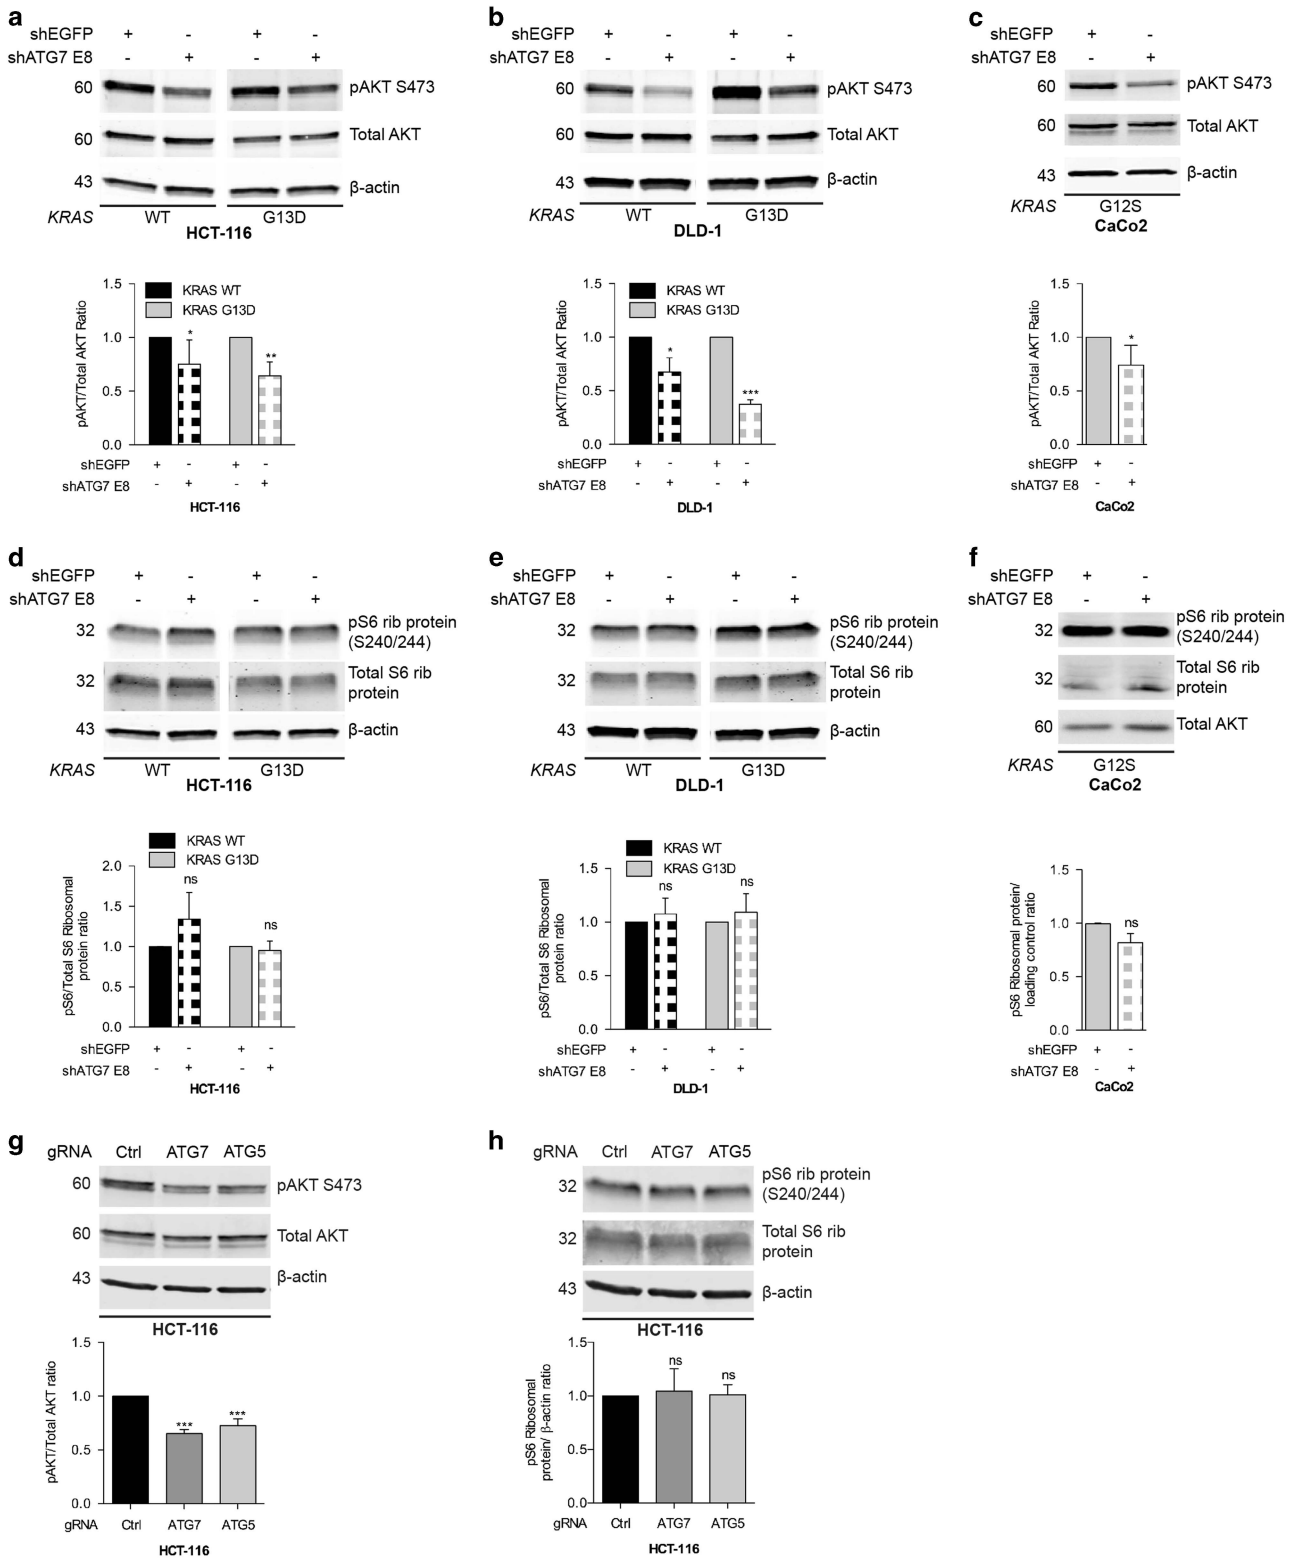 a
shEGFP + - + -
shATG7 E8 - + - +
60 pAKT S473
60 Total AKT
43 β-actin
KRAS WT G13D
HCT-116
1.5
1.0
0.5
0.0
pAKT/Total AKT Ratio
KRAS WT
KRAS G13D
* **
shEGFP + - + -
shATG7 E8 - + - +
HCT-116
b
shEGFP + - + -
shATG7 E8 - + - +
60 pAKT S473
60 Total AKT
43 β-actin
KRAS WT G13D
DLD-1
1.5
1.0
0.5
0.0
pAKT/Total AKT Ratio
KRAS WT
KRAS G13D
* ***
shEGFP + - + -
shATG7 E8 - + - +
DLD-1
c
shEGFP + -
shATG7 E8 - +
60 pAKT S473
60 Total AKT
43 β-actin
KRAS G12S
CaCo2
1.5
1.0
0.5
0.0
pAKT/Total AKT Ratio
*
shEGFP + -
shATG7 E8 - +
CaCo2
d
shEGFP + - + -
shATG7 E8 - + - +
32 pS6 rib protein
(S240/244)
32 Total S6 rib
protein
43 β-actin
KRAS WT G13D
HCT-116
KRAS WT
KRAS G13D
2.0
1.5
1.0
0.5
0.0
pS6/Total S6 Ribosomal
protein ratio
ns ns
shEGFP + - + -
shATG7 E8 - + - +
HCT-116
e
shEGFP + - + -
shATG7 E8 - + - +
32 pS6 rib protein
(S240/244)
32 Total S6 rib
protein
43 β-actin
KRAS WT G13D
DLD-1
KRAS WT
KRAS G13D
1.5
1.0
0.5
0.0
pS6/Total S6 Ribosomal
protein ratio
ns ns
shEGFP + - + -
shATG7 E8 - + - +
DLD-1
f
shEGFP + -
shATG7 E8 - +
32 pS6 rib protein
(S240/244)
32 Total S6 rib
protein
60 Total AKT
KRAS G12S
CaCo2
1.5
1.0
0.5
0.0
pS6 Ribosomal protein/
loading control ratio
ns
shEGFP + -
shATG7 E8 - +
CaCo2
g
gRNA Ctrl ATG7 ATG5
60 pAKT S473
60 Total AKT
43 β-actin
HCT-116
1.5
1.0
0.5
0.0
pAKT/Total AKT ratio
*** ***
gRNA Ctrl ATG7 ATG5
HCT-116
h
gRNA Ctrl ATG7 ATG5
32 pS6 rib protein
(S240/244)
32 Total S6 rib
protein
43 β-actin
HCT-116
1.5
1.0
0.5
0.0
pS6 Ribosomal
protein/ β-actin ratio
ns ns
gRNA Ctrl ATG7 ATG5
HCT-116